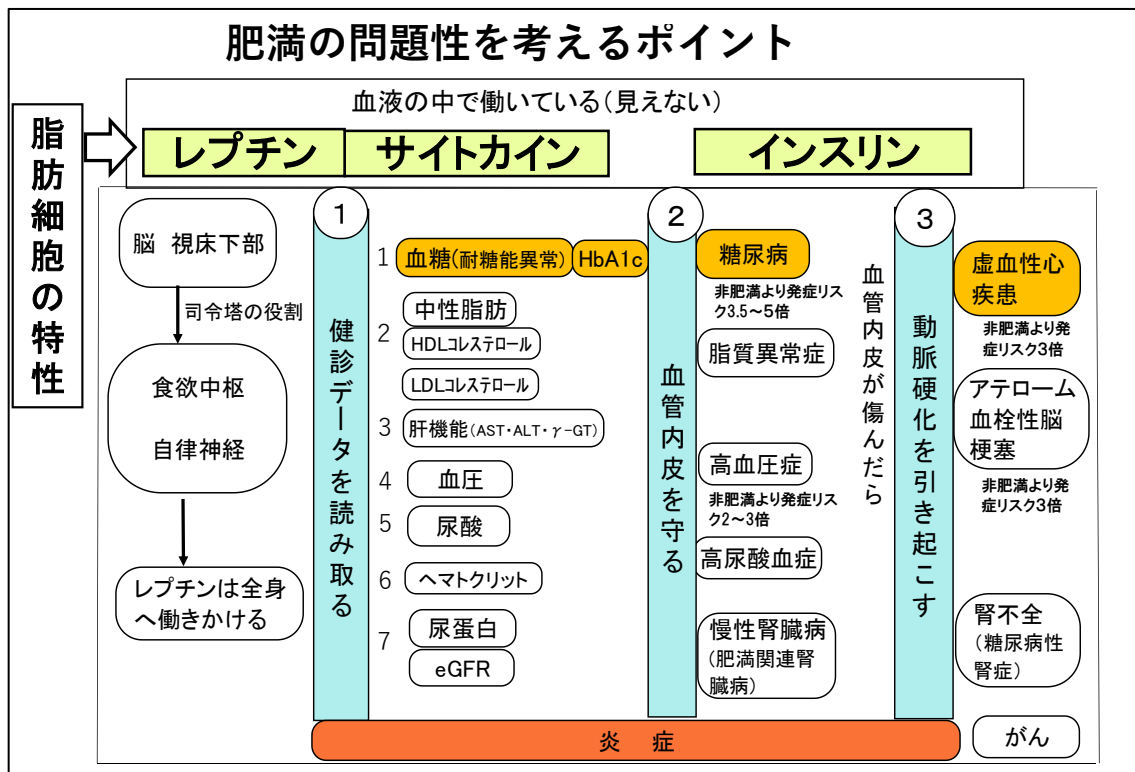 肥満の問題性を考えるポイント
脂肪細胞の特性
血液の中で働いている(見えない)
レプチン
サイトカイン
インスリン
脳 視床下部
司令塔の役割
食欲中枢
自律神経
レプチンは全身
へ働きかける
1
健診データを読み取る
1
血糖(耐糖能異常)
HbA1c
2
中性脂肪
HDLコレステロール
LDLコレステロール
3
肝機能(AST・ALT・γ-GT)
4
血圧
5
尿酸
6
ヘマトクリット
7
尿蛋白
eGFR
2
血管内皮を守る
糖尿病
非肥満より発症リス
ク3.5~5倍
脂質異常症
高血圧症
非肥満より発症リス
ク2~3倍
高尿酸血症
慢性腎臓病
(肥満関連腎
臓病)
血管内皮が傷んだら
3
動脈硬化を引き起こす
虚血性心
疾患
非肥満より発
症リスク3倍
アテローム
血栓性脳
梗塞
非肥満より発
症リスク3倍
腎不全
(糖尿病性
腎症)
がん
炎 症